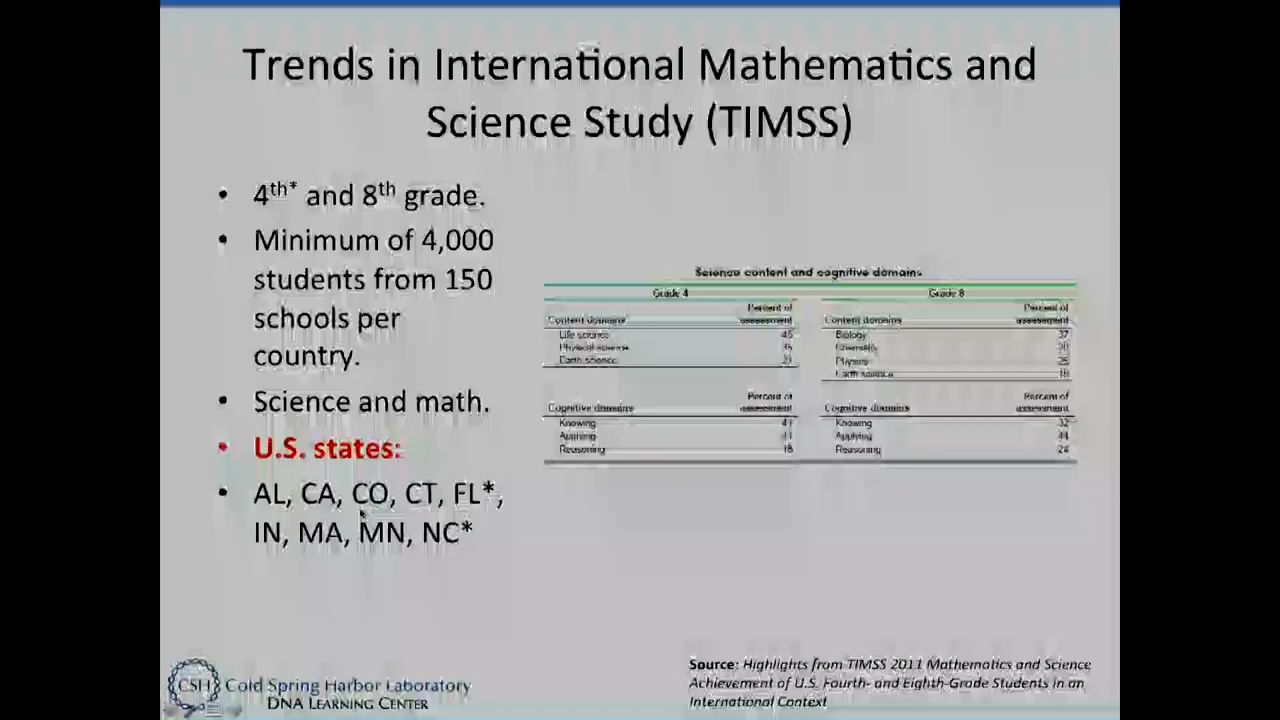 Trends in International Mathematics and
Science Study (TIMSS)
• 4th* and 8th grade.
• Minimum of 4,000
students from 150
schools per
country.
• Science and math.
• U.S. states:
• AL, CA, CO, CT, FL*,
IN, MA, MN, NC*
Science content and cognitive domains
Grade 4 Grade 8
Percent of Percent of
Content domains assessment Content domains assessment
Life science 45 Biology 37
Physical science Chemistry
Earth science Physics 25
Earth science
Percent of Percent of
Cognitive domains assessment Cognitive domains assessment
Knowing Knowing 32
Applying 41 Applying 44
Reasoning 18 Reasoning 24
CSH Cold Spring Harbor Laboratory
DNA LEARNING CENTER
Source: Highlights from TIMSS 2011 Mathematics and Science
Achievement of U.S. Fourth- and Eighth-Grade Students in an
International Context